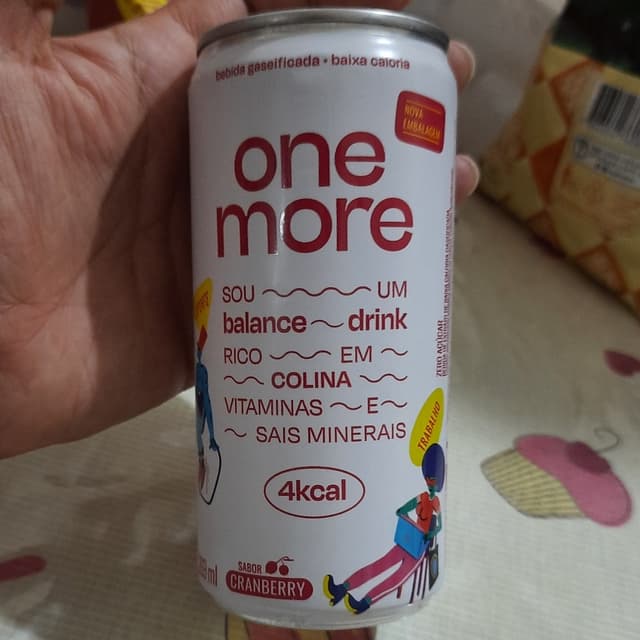 bebida gaseificada • baixa caloria
NOVA
EMBALAGEM
one
more
SOU UM
balance drink
RICO EM
COLINA
VITAMINAS E
SAIS MINERAIS
4kcal
TRABALHO
SABOR
CRANBERRY
ml
ZERO AÇÚCAR